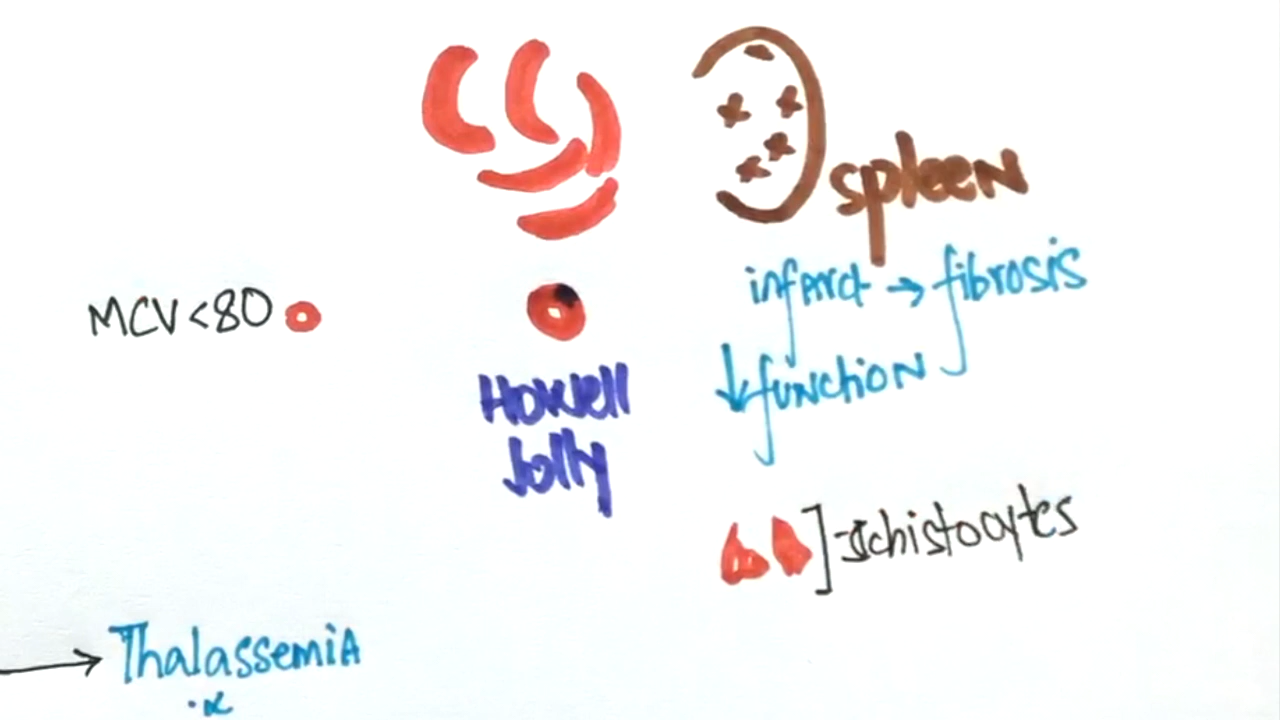 spleen
infarct → fibrosis
MCV<80
↓function
Howell
Jolly
]-schistocytes
→ Thalassemia
·α